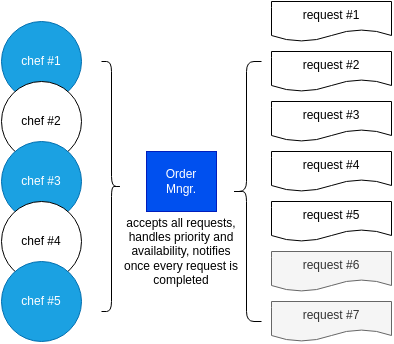 chef #1
chef #2
chef #3
chef #4
chef #5
Order
Mngr.
accepts all requests,
handles priority and
availability, notifies
once every request is
completed
request #1
request #2
request #3
request #4
request #5
request #6
request #7